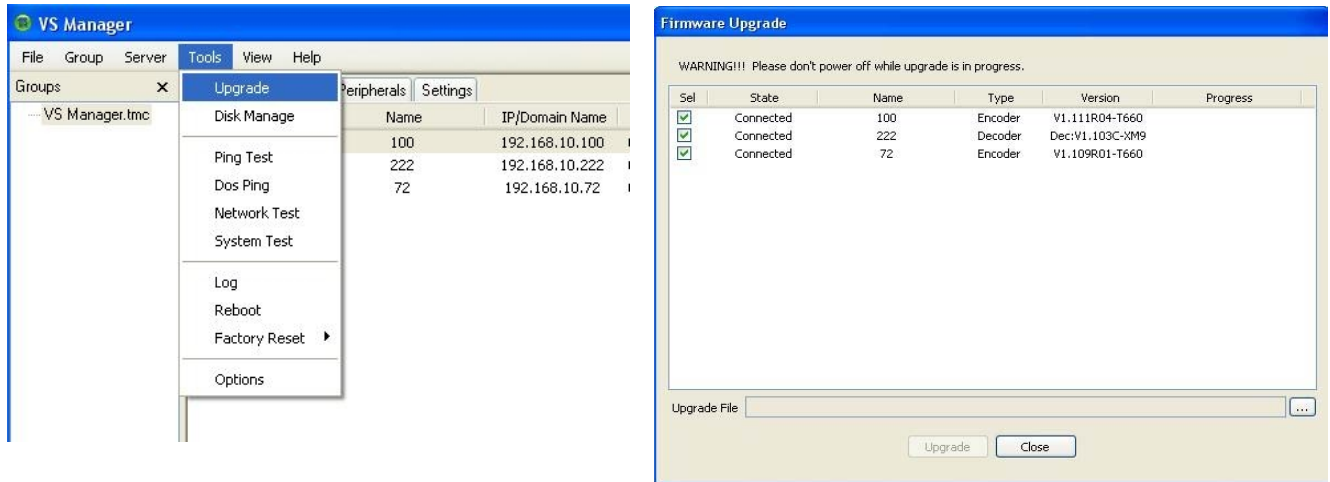 VS Manager
File Group Server Tools View Help
Groups X
VS Manager.tmc
Upgrade
Disk Manage
Ping Test
Dos Ping
Network Test
System Test
Log
Reboot
Factory Reset
Options
Peripherals Settings
Name IP/Domain Name
100 192.168.10.100
222 192.168.10.222
72 192.168.10.72
Firmware Upgrade
WARNING!!! Please don't power off while upgrade is in progress.
Sel State Name Type Version Progress
Connected 100 Encoder V1.111R04-T660
Connected 222 Decoder Dec:V1.103C-XM9
Connected 72 Encoder V1.109R01-T660
Upgrade File ...
Upgrade Close